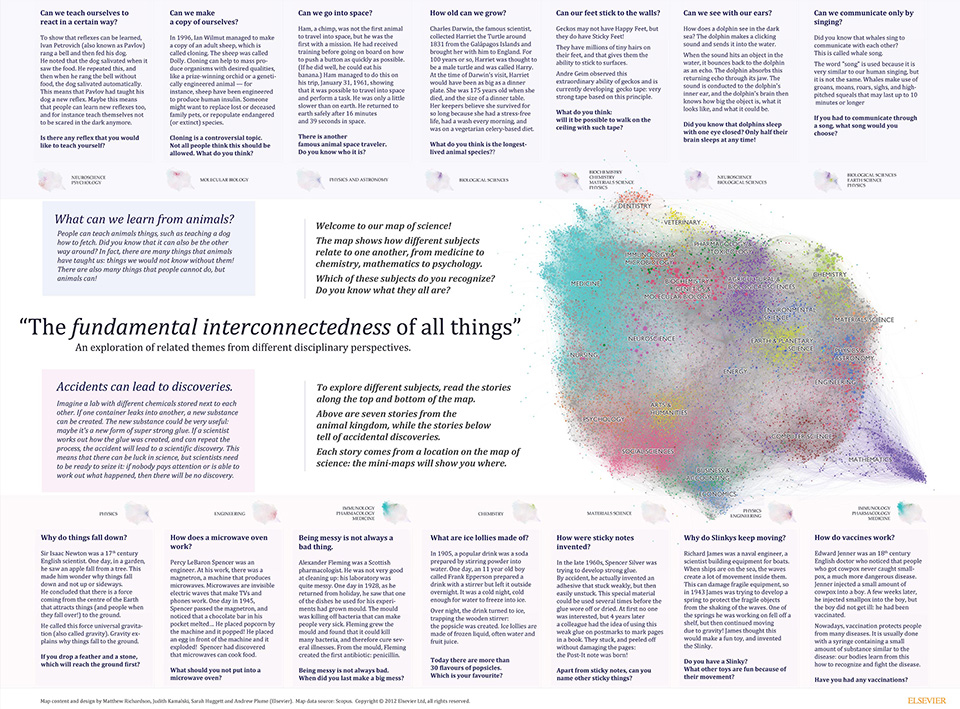 Can we teach ourselves to
react in a certain way?
To show that reflexes can be learned,
Ivan Petrovich (also known as Pavlov)
rang a bell and then fed his dog.
He noted that the dog salivated when it
saw the food. He repeated this, and
then when he rang the bell without
food, the dog salivated automatically.
This means that Pavlov had taught his
dog a new reflex. Maybe this means
that people can learn new reflexes too,
and for instance teach themselves not
to be scared in the dark anymore.
Is there any reflex that you would
like to teach yourself?
NEUROSCIENCE
PSYCHOLOGY
Can we make
a copy of ourselves?
In 1996, Ian Wilmut managed to make
a copy of an adult sheep, which is
called cloning. The sheep was called
Dolly. Cloning can help to mass pro-
duce organisms with desired qualities,
like a prize-winning orchid or a geneti-
cally engineered animal — for
instance, sheep have been engineered
to produce human insulin. Someone
might want to replace lost or deceased
family pets, or repopulate endangered
(or extinct) species.
Cloning is a controversial topic.
Not all people think this should be
allowed. What do you think?
MOLECULAR BIOLOGY
Can we go into space?
Ham, a chimp, was not the first animal
to travel into space, but he was the
first with a mission. He had received
training before going on board on how
to push a button as quickly as possible.
(If he did well, he could eat his
banana.) Ham managed to do this on
his trip, January 31, 1961, showing
that it was possible to travel into space
and perform a task. He was only a little
slower than on earth. He returned to
earth safely after 16 minutes
and 39 seconds in space.
There is another
famous animal space traveler.
Do you know who it is?
PHYSICS AND ASTRONOMY
How old can we grow?
Charles Darwin, the famous scientist,
collected Harriet the Turtle around
1831 from the Galápagos Islands and
brought her with him to England. For
100 years or so, Harriet was thought to
be a male turtle and was called Harry.
At the time of Darwin's visit, Harriet
would have been as big as a dinner
plate. She was 175 years old when she
died, and the size of a dinner table.
Her keepers believe she survived for
so long because she had a stress-free
life, had a wash every morning, and
was on a vegetarian celery-based diet.
What do you think is the longest-
lived animal species?
BIOLOGICAL SCIENCES
Can our feet stick to the walls?
Geckos may not have Happy Feet, but
they do have Sticky Feet!
They have millions of tiny hairs on
their feet, and that gives them the
ability to stick to surfaces.
Andre Geim observed this
extraordinary ability of geckos and is
currently developing gecko tape: very
strong tape based on this principle.
What do you think:
will it be possible to walk on the
ceiling with such tape?
BIOCHEMISTRY
CHEMISTRY
MATERIALS SCIENCE
PHYSICS
Can we see with our ears?
How does a dolphin see in the dark
sea? The dolphin makes a clicking
sound and sends it into the water.
When the sound hits an object in the
water, it bounces back to the dolphin
as an echo. The dolphin absorbs this
returning echo through its jaw. The
sound is conducted to the dolphin's
inner ear, and the dolphin's brain then
knows how big the object is, what it
looks like, and what it could be.
Did you know that dolphins sleep
with one eye closed? Only half their
brain sleeps at any time!
NEUROSCIENCE
BIOLOGICAL SCIENCES
Can we communicate only by
singing?
Did you know that whales sing to
communicate with each other?
This is called whale song.
The word "song" is used because it is
very similar to our human singing, but
it is not the same. Whales make use of
groans, moans, roars, sighs, and high-
pitched squeals that may last up to 10
minutes or longer
If you had to communicate through
a song, what song would you
choose?
BIOLOGICAL SCIENCES
EARTH SCIENCE
PHYSICS
What can we learn from animals?
People can teach animals things, such as teaching a dog
how to fetch. Did you know that it can also be the other
way around? In fact, there are many things that animals
have taught us: things we would not know without them!
There are also many things that people cannot do, but
animals can!
Welcome to our map of science!
The map shows how different subjects
relate to one another, from medicine to
chemistry, mathematics to psychology.
Which of these subjects do you recognize?
Do you know what they all are?
“The fundamental interconnectedness of all things”
An exploration of related themes from different disciplinary perspectives.
Accidents can lead to discoveries.
Imagine a lab with different chemicals stored next to each
other. If one container leaks into another, a new substance
can be created. The new substance could be very useful:
maybe it's a new form of super strong glue. If a scientist
works out how the glue was created, and can repeat the
process, the accident will lead to a scientific discovery. This
means that there can be luck in science, but scientists need
to be ready to seize it: if nobody pays attention or is able to
work out what happened, then there will be no discovery.
To explore different subjects, read the stories
along the top and bottom of the map.
Above are seven stories from the
animal kingdom, while the stories below
tell of accidental discoveries.
Each story comes from a location on the map of
science: the mini-maps will show you where.
DENTISTRY
VETERINARY
IMMUNOLOGY &
MICROBIOLOGY
CHEMISTRY
MEDICINE
BIOCHEMISTRY
GENETICS &
MOLECULAR BIOLOGY
AGRICULTURAL &
BIOLOGICAL SCIENCES
ENVIRONMENTAL
SCIENCE
MATERIALS SCIENCE
NEUROSCIENCE
EARTH & PLANETARY
SCIENCE
PHYSICS &
ASTRONOMY
NURSING
ENERGY
ENGINEERING
ARTS &
HUMANITIES
PSYCHOLOGY
COMPUTER SCIENCE
SOCIAL SCIENCES
MATHEMATICS
BUSINESS &
ACCOUNTING
ECONOMICS
PHYSICS
Why do things fall down?
Sir Isaac Newton was a 17th century
English scientist. One day, in a garden,
he saw an apple fall from a tree. This
made him wonder why things fall
down and not up or sideways.
He concluded that there is a force
coming from the centre of the Earth
that attracts things (and people when
they fall over!) to the ground.
He called this force universal gravita-
tion (also called gravity). Gravity ex-
plains why things fall to the ground.
If you drop a feather and a stone,
which will reach the ground first?
ENGINEERING
How does a microwave oven
work?
Percy LeBaron Spencer was an
engineer. At his work, there was a
magnetron, a machine that produces
microwaves. Microwaves are invisible
electric waves that make TVs and
phones work. One day in 1945,
Spencer passed the magnetron, and
noticed that a chocolate bar in his
pocket melted... He placed popcorn by
the machine and it popped! He placed
an egg in front of the machine and it
exploded! Spencer had discovered
that microwaves can cook food.
What should you not put into a
microwave oven?
IMMUNOLOGY
PHARMACOLOGY
MEDICINE
Being messy is not always a
bad thing.
Alexander Fleming was a Scottish
pharmacologist. He was not very good
at cleaning up: his laboratory was
quite messy. One day in 1928, as he
returned from holiday, he saw that one
of the dishes he used for his experi-
ments had grown mould. The mould
was killing off bacteria that can make
people very sick. Fleming grew the
mould and found that it could kill
many bacteria, and therefore cure sev-
eral illnesses. From the mould, Fleming
created the first antibiotic: penicillin.
Being messy is not always bad.
When did you last make a big mess?
CHEMISTRY
What are ice lollies made of?
In 1905, a popular drink was a soda
prepared by stirring powder into
water. One day, an 11 year old boy
called Frank Epperson prepared a
drink with a stirrer but left it outside
overnight. It was a cold night, cold
enough for water to freeze into ice.
Over night, the drink turned to ice,
trapping the wooden stirrer:
the popsicle was created. Ice lollies are
made of frozen liquid, often water and
fruit juice.
Today there are more than
30 flavours of popsicles.
Which is your favourite?
MATERIALS SCIENCE
How were sticky notes
invented?
In the late 1960s, Spencer Silver was
trying to develop strong glue.
By accident, he actually invented an
adhesive that stuck weakly, but then
easily unstuck. This special material
could be used several times before the
glue wore off or dried. At first no one
was interested, but 4 years later
a colleague had the idea of using this
weak glue on postmarks to mark pages
in a book. They stuck, and peeled off
without damaging the pages:
the Post-It note was born!
Apart from sticky notes, can you
name other sticky things?
PHYSICS
ENGINEERING
Why do Slinkys keep moving?
Richard James was a naval engineer, a
scientist building equipment for boats.
When ships are on the sea, the waves
create a lot of movement inside them.
This can damage fragile equipment, so
in 1943 James was trying to develop a
spring to protect the fragile objects
from the shaking of the waves. One of
the springs he was working on fell off a
shelf, but then continued moving
due to gravity! James thought this
would make a fun toy, and invented
the Slinky.
Do you have a Slinky?
What other toys are fun because of
their movement?
IMMUNOLOGY
PHARMACOLOGY
MEDICINE
How do vaccines work?
Edward Jenner was an 18th century
English doctor who noticed that people
who got cowpox never caught small-
pox, a much more dangerous disease.
Jenner injected a small amount of
cowpox into a boy. A few weeks later,
he injected smallpox into the boy, but
the boy did not get ill: he had been
vaccinated.
Nowadays, vaccination protects people
from many diseases. It is usually done
with a syringe containing a small
amount of substance similar to the
disease: our bodies learn from this
how to recognize and fight the disease.
Have you had any vaccinations?
Map content and design by Matthew Richardson, Judith Kamalski, Sarah Huggett and Andrew Plume (Elsevier). Map data source: Scopus. Copyright © 2012 Elsevier Ltd, all rights reserved.
ELSEVIER